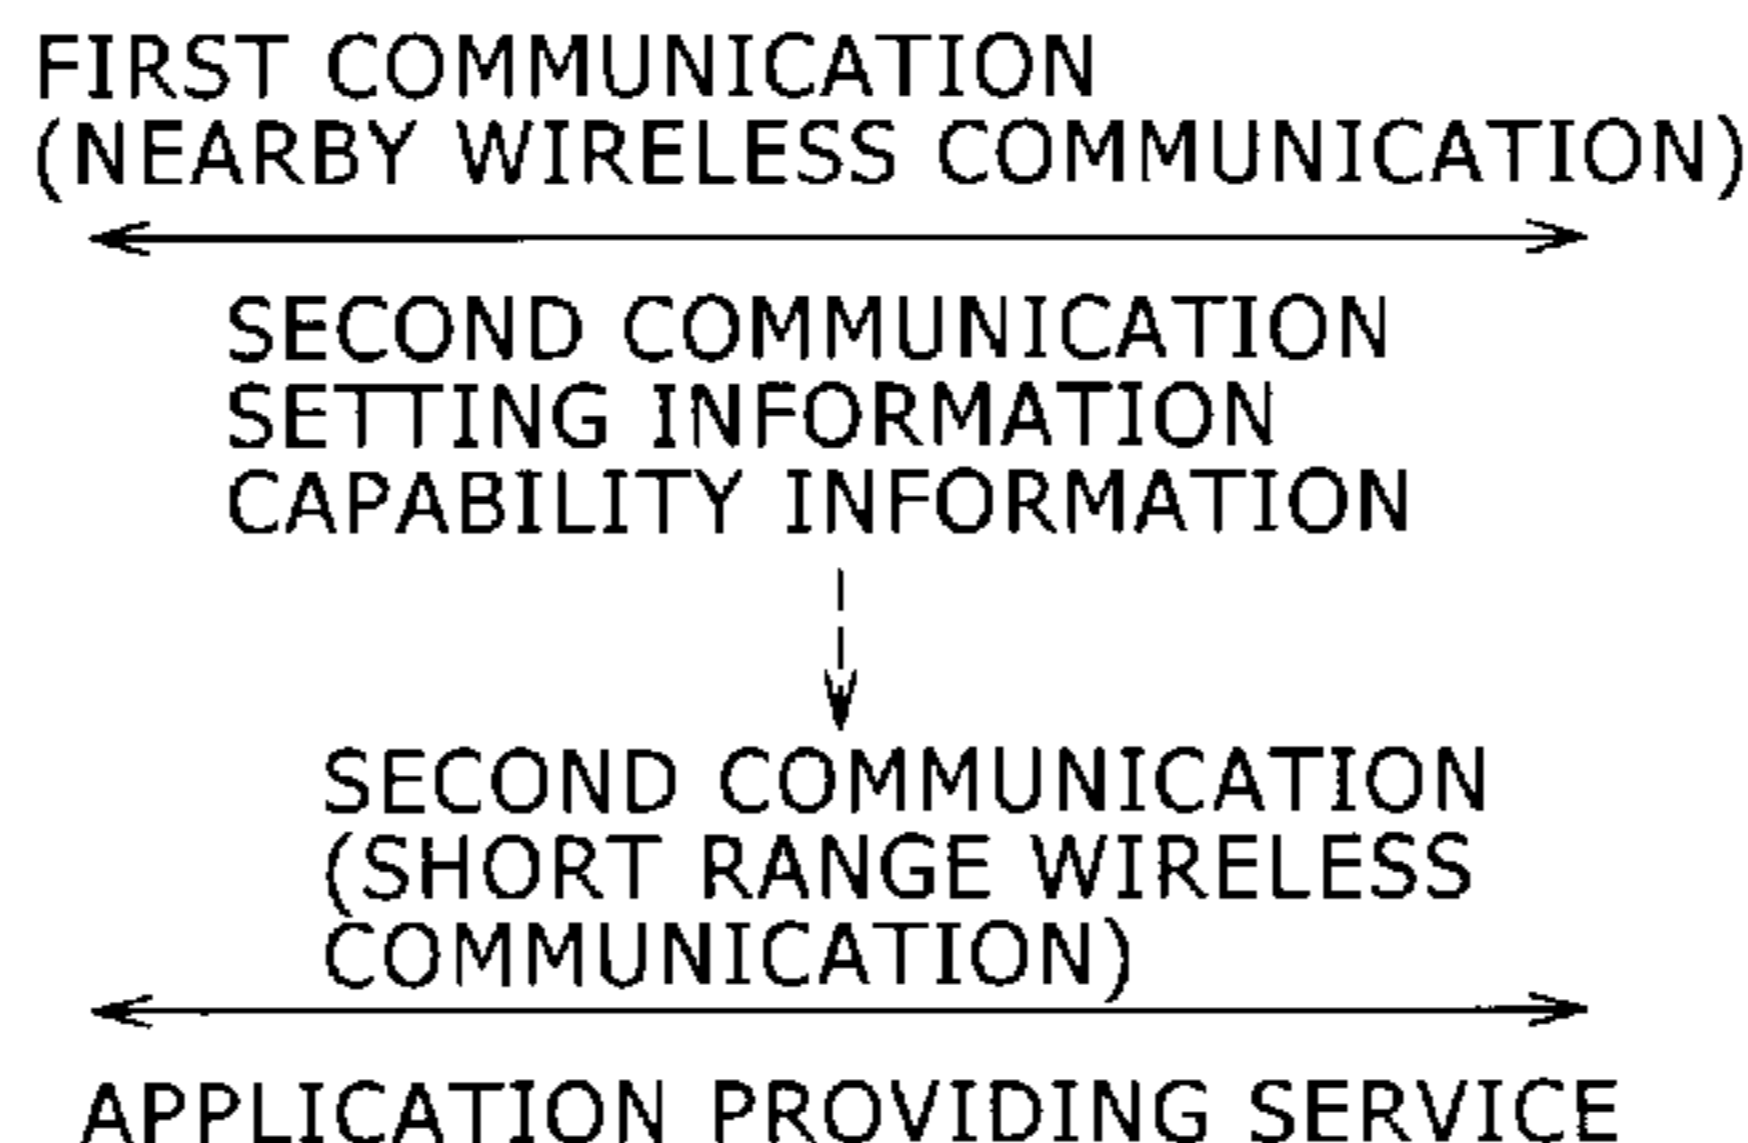 FIRST COMMUNICATION
(NEARBY WIRELESS COMMUNICATION)
SECOND COMMUNICATION
SETTING INFORMATION
CAPABILITY INFORMATION
SECOND COMMUNICATION
(SHORT RANGE WIRELESS
COMMUNICATION)
APPLICATION PROVIDING SERVICE